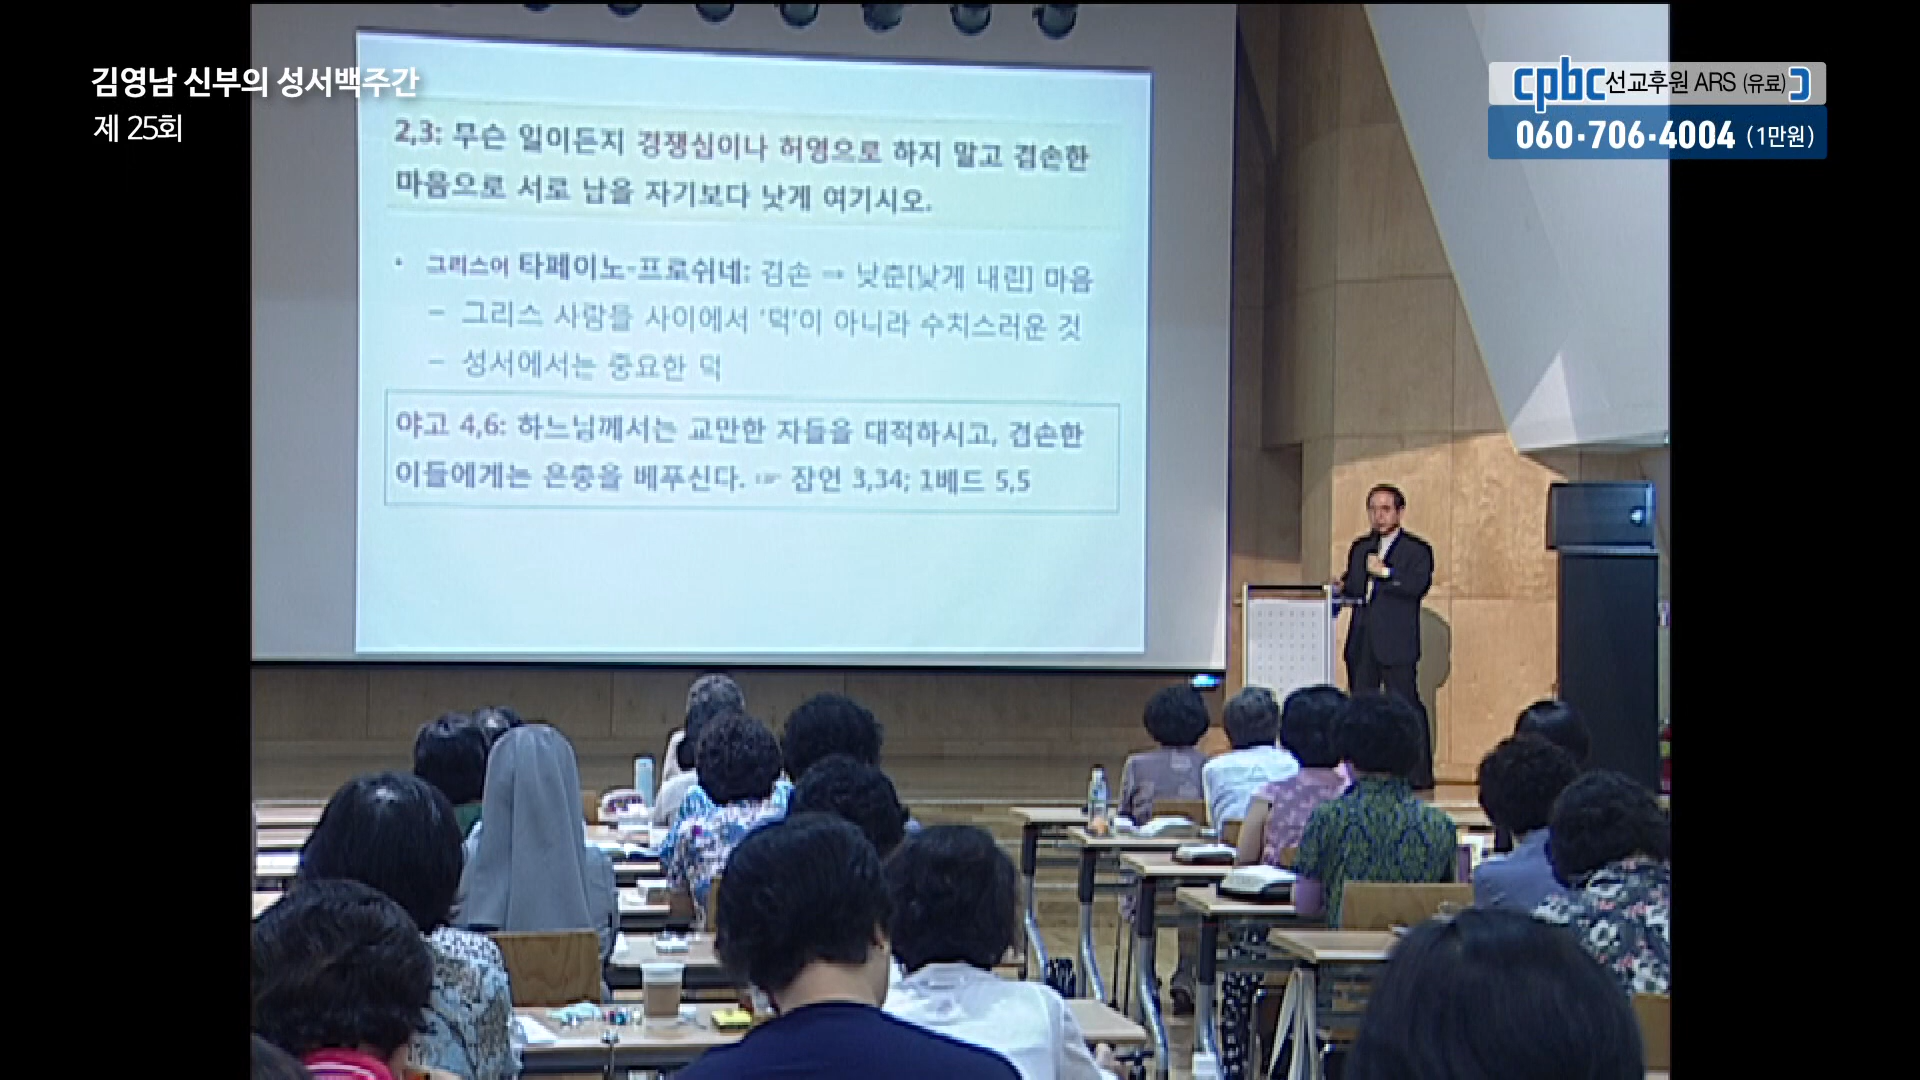 김영남 신부의 성서백주간
제 25회
cpbc 선교후원 ARS (유료)
060·706·4004 (1만원)
2,3: 무슨 일이든지 경쟁심이나 허영으로 하지 말고 겸손한
마음으로 서로 남을 자기보다 낫게 여기시오.
• 그리스어 타페이노-프로쉬네: 겸손 → 낮춘[낮게 내린] 마음
– 그리스 사람들 사이에서 '덕'이 아니라 수치스러운 것
– 성서에서는 중요한 덕
야고 4,6: 하느님께서는 교만한 자들을 대적하시고, 겸손한
이들에게는 은총을 베푸신다. ☞ 잠언 3,34; 1베드 5,5